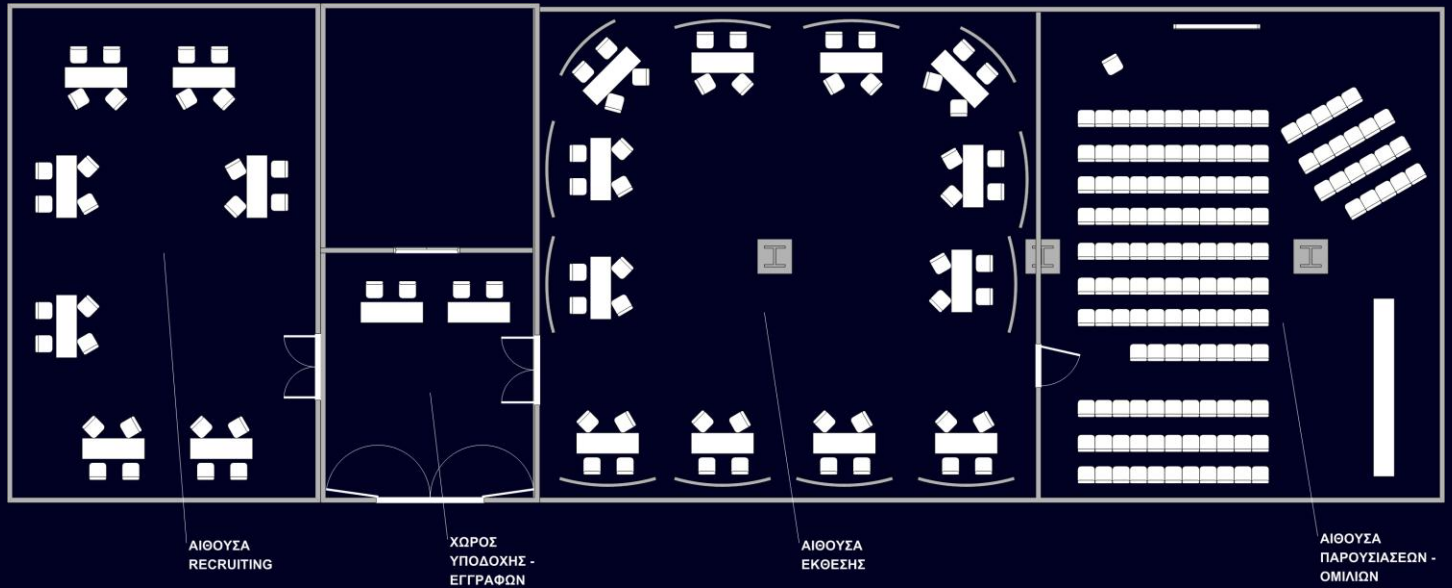 ΑΙΘΟΥΣΑ
RECRUITING
ΧΩΡΟΣ
ΥΠΟΔΟΧΗΣ -
ΕΓΓΡΑΦΩΝ
ΑΙΘΟΥΣΑ
ΕΚΘΕΣΗΣ
ΑΙΘΟΥΣΑ
ΠΑΡΟΥΣΙΑΣΕΩΝ -
ΟΜΙΛΙΩΝ